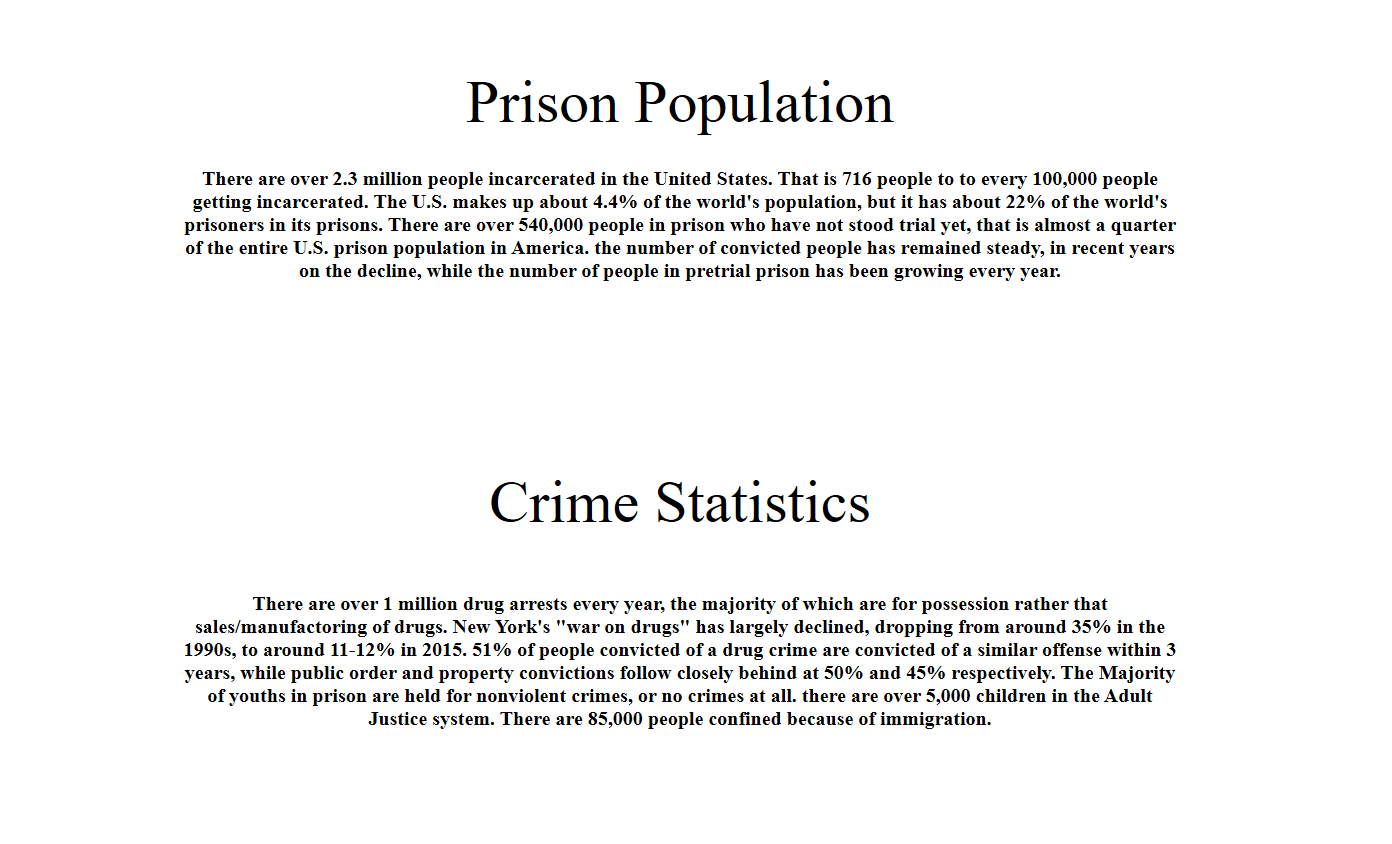 Prison Population
There are over 2.3 million people incarcerated in the United States. That is 716 people to to every 100,000 people
getting incarcerated. The U.S. makes up about 4.4% of the world's population, but it has about 22% of the world's
prisoners in its prisons. There are over 540,000 people in prison who have not stood trial yet, that is almost a quarter
of the entire U.S. prison population in America. the number of convicted people has remained steady, in recent years
on the decline, while the number of people in pretrial prison has been growing every year.
Crime Statistics
There are over 1 million drug arrests every year, the majority of which are for possession rather that
sales/manufactoring of drugs. New York's "war on drugs" has largely declined, dropping from around 35% in the
1990s, to around 11-12% in 2015. 51% of people convicted of a drug crime are convicted of a similar offense within 3
years, while public order and property convictions follow closely behind at 50% and 45% respectively. The Majority
of youths in prison are held for nonviolent crimes, or no crimes at all. there are over 5,000 children in the Adult
Justice system. There are 85,000 people confined because of immigration.